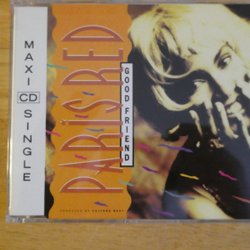 MAXI
CD
SINGLE
PARIS RED
GOOD FRIEND